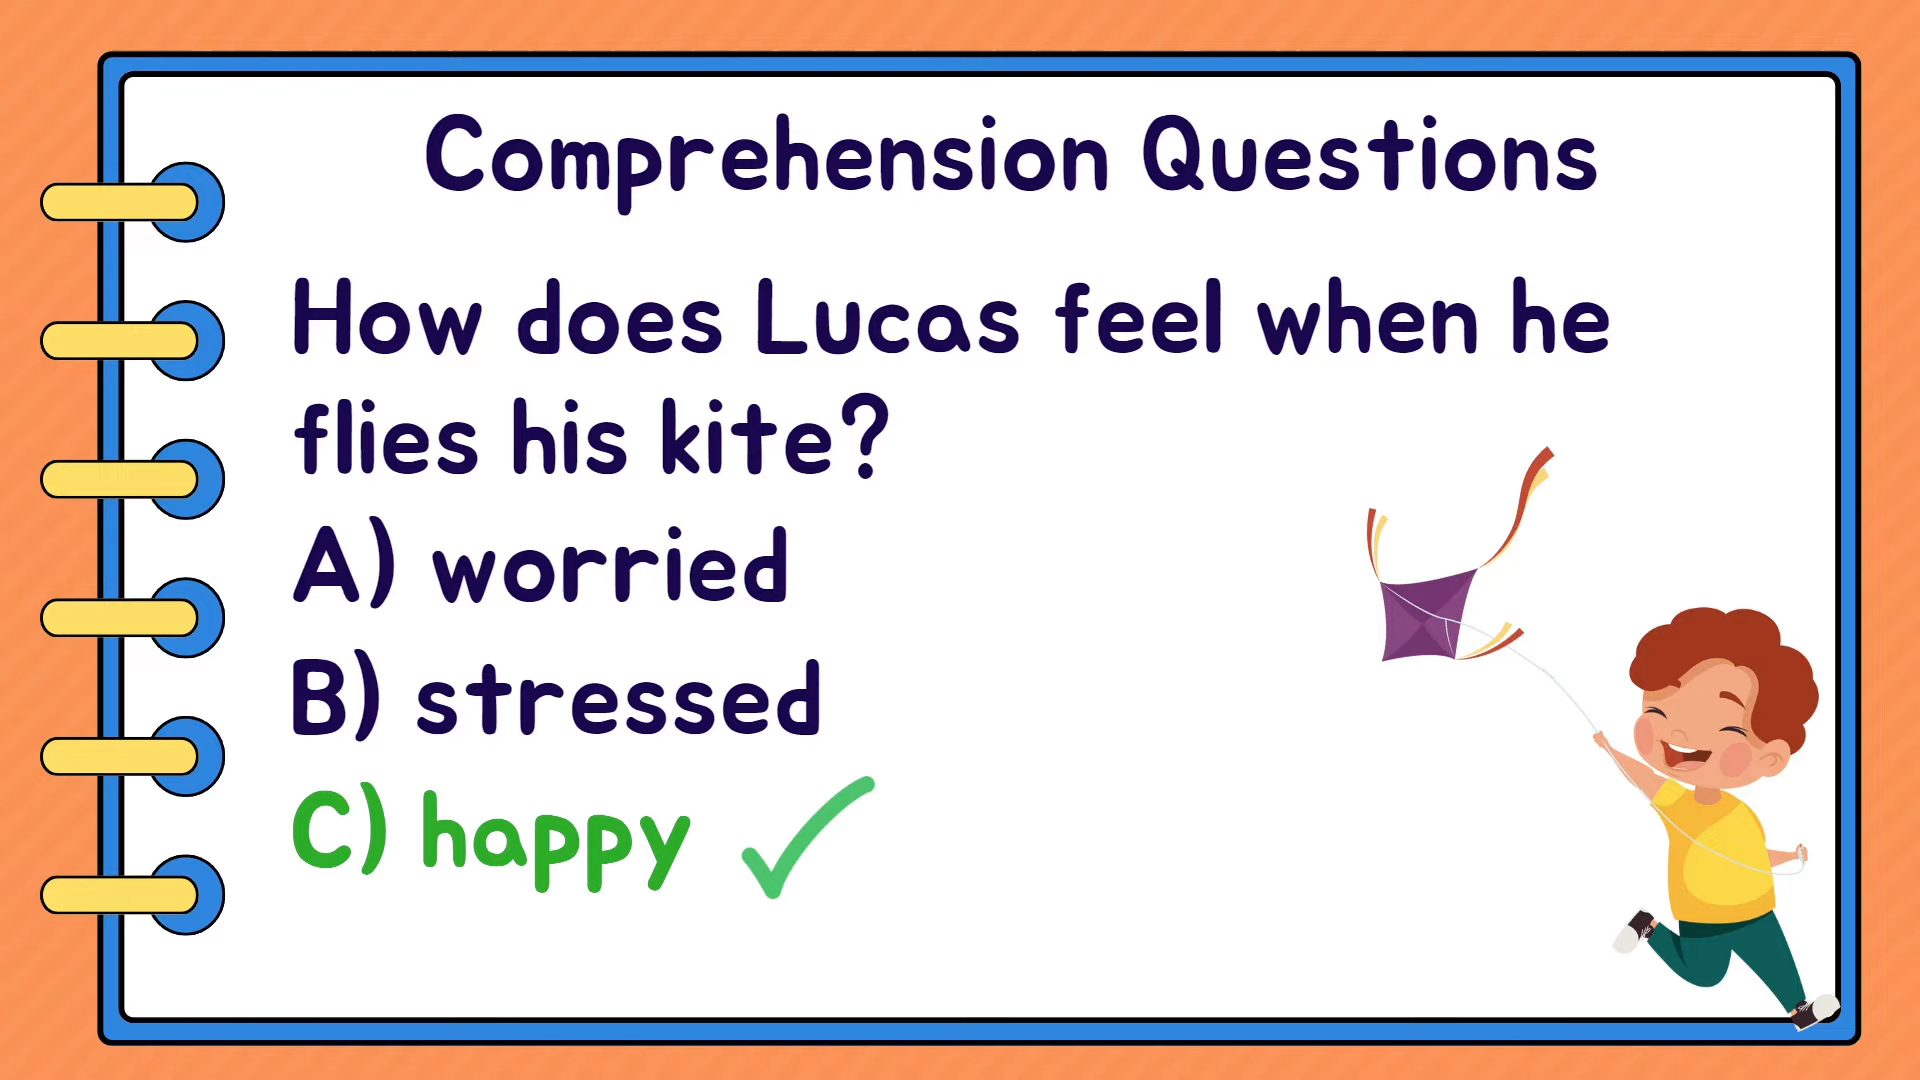 Comprehension Questions
How does Lucas feel when he
flies his kite?
A) worried
B) stressed
C) happy